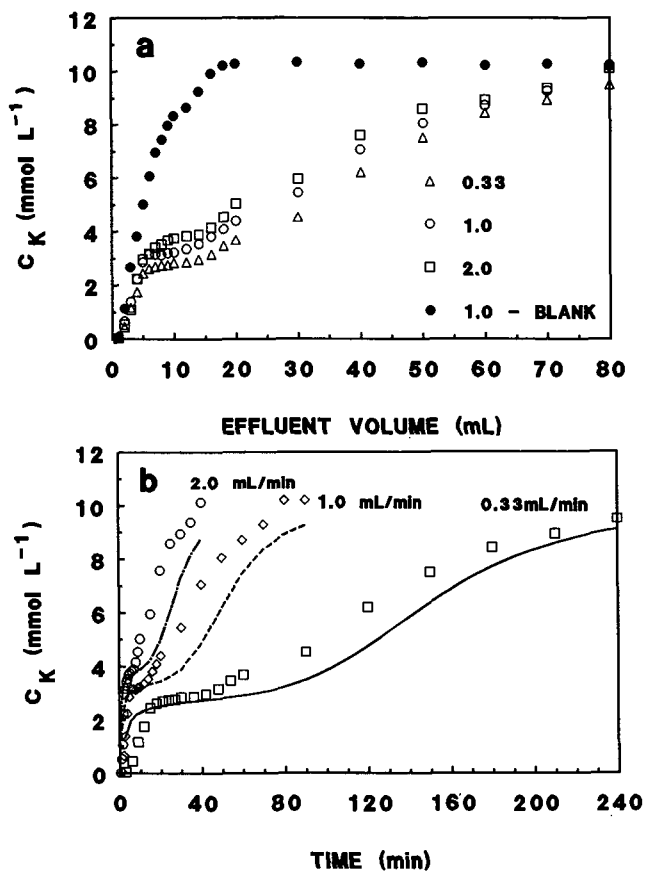 12
10
8
6
4
2
0
a
C_K (mmol L⁻¹)
0.33
1.0
2.0
1.0 - BLANK
0 10 20 30 40 50 60 70 80
EFFLUENT VOLUME (mL)
12
10
8
6
4
2
0
b
2.0 mL/min
1.0 mL/min
0.33mL/min
C_K (mmol L⁻¹)
0 40 80 120 160 200 240
TIME (min)